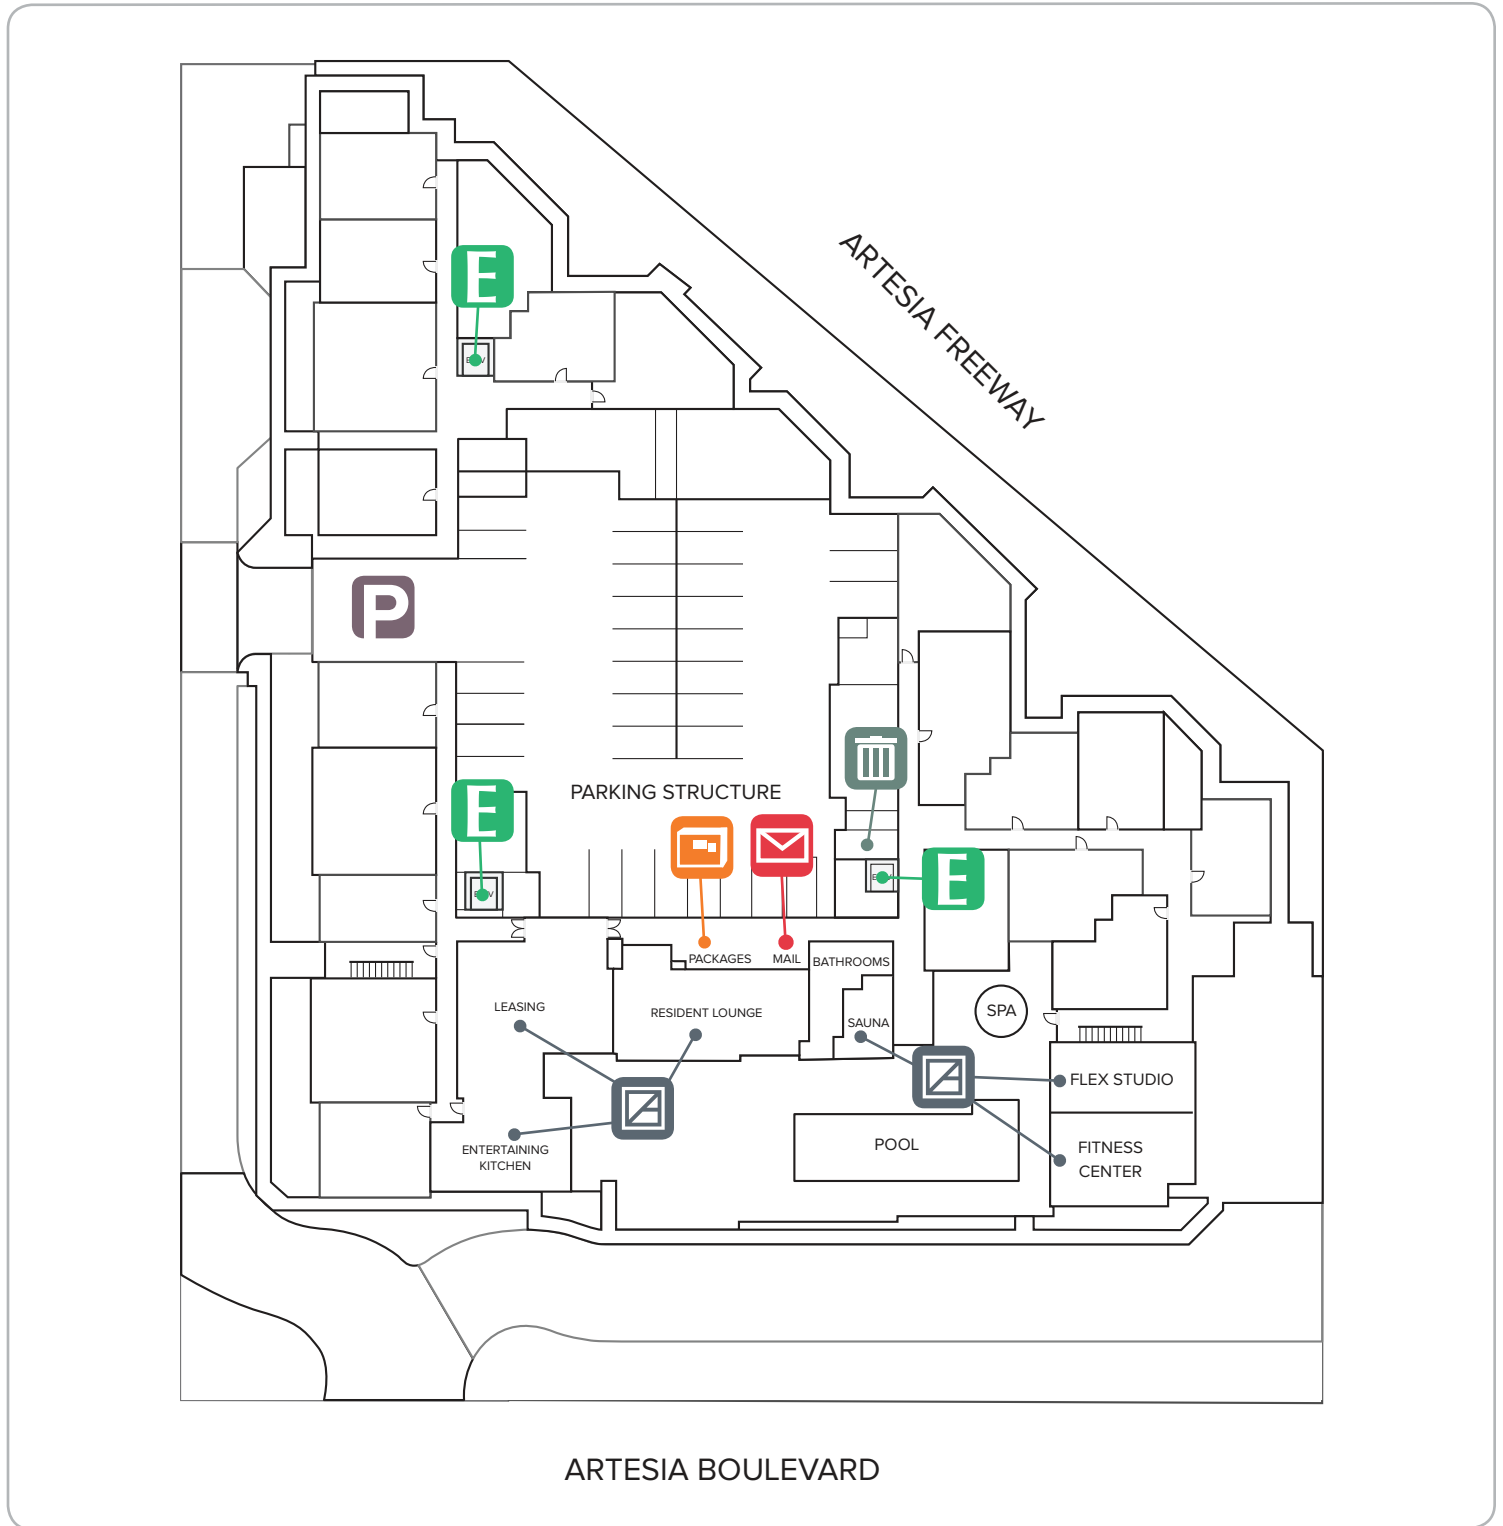 ARTESIA FREEWAY
E
P
PARKING STRUCTURE
E
E
PACKAGES
MAIL
BATHROOMS
LEASING
RESIDENT LOUNGE
SPA
SAUNA
FLEX STUDIO
POOL
ENTERTAINING
KITCHEN
FITNESS
CENTER
ARTESIA BOULEVARD